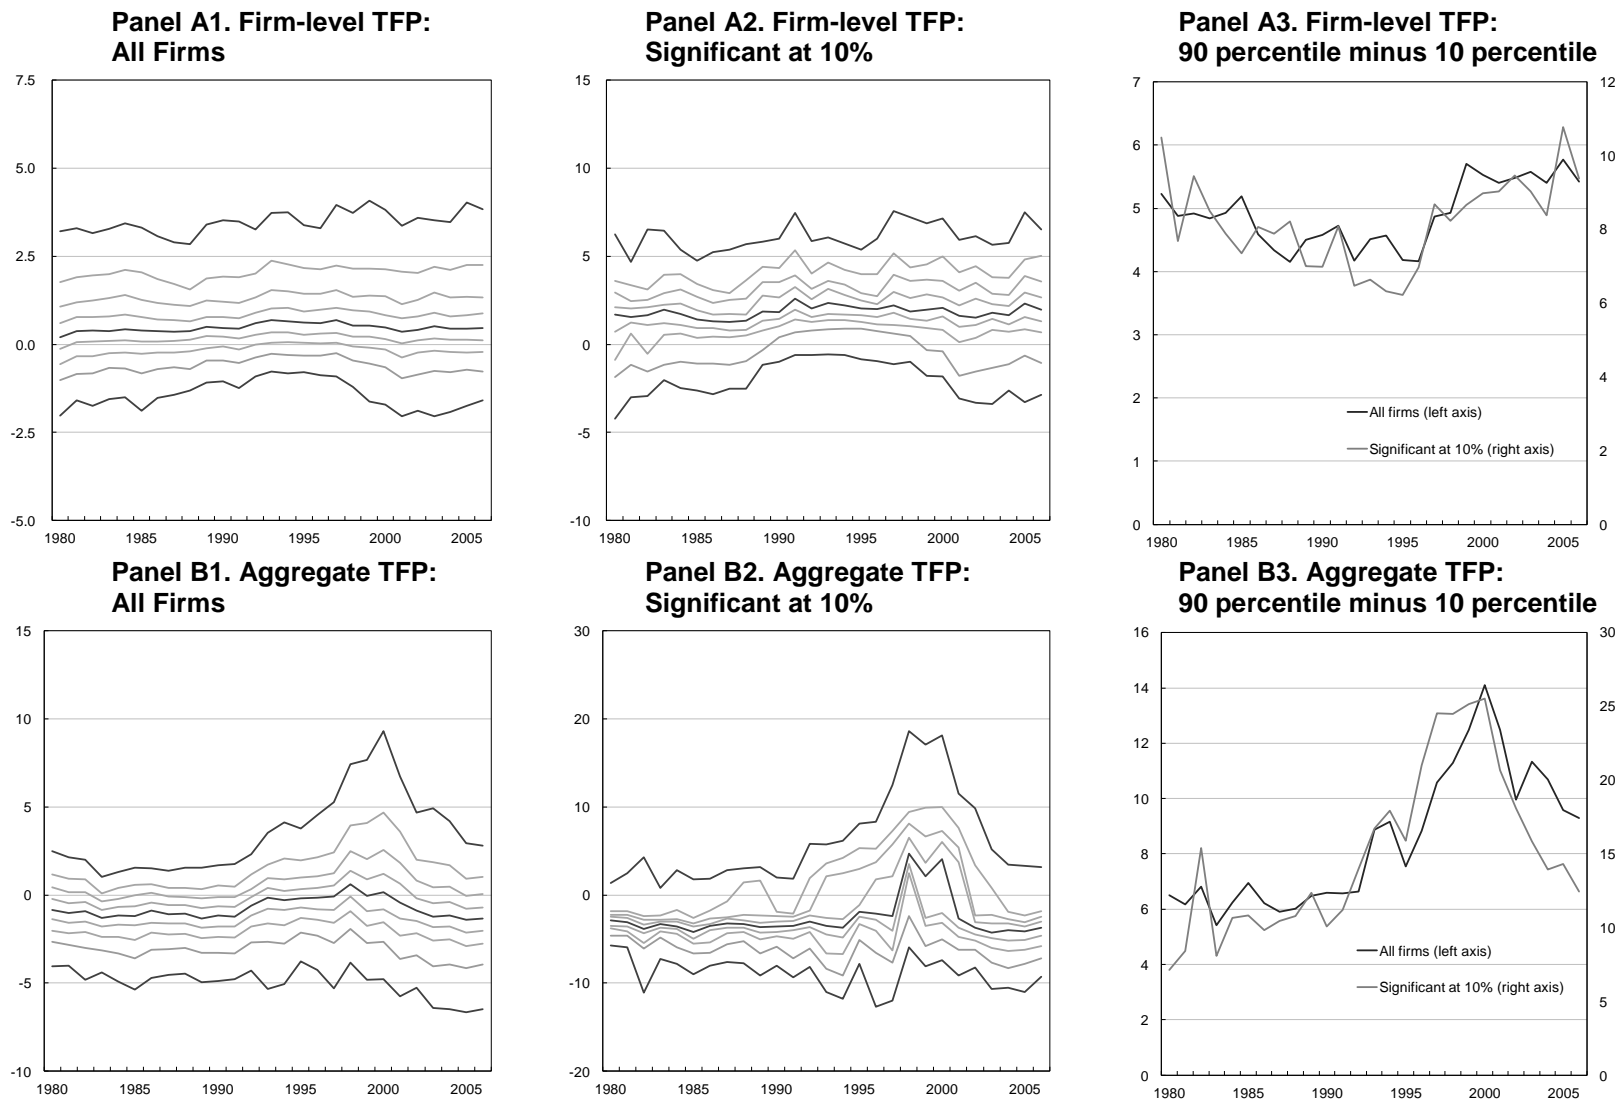 Panel A1. Firm-level TFP:
All Firms
7.5
5.0
2.5
0.0
-2.5
-5.0
1980 1985 1990 1995 2000 2005
Panel A2. Firm-level TFP:
Significant at 10%
15
10
5
0
-5
-10
1980 1985 1990 1995 2000 2005
Panel A3. Firm-level TFP:
90 percentile minus 10 percentile
7
6
5
4
3
2
1
0
12
10
8
6
4
2
0
All firms (left axis)
Significant at 10% (right axis)
1980 1985 1990 1995 2000 2005
Panel B1. Aggregate TFP:
All Firms
15
10
5
0
-5
-10
1980 1985 1990 1995 2000 2005
Panel B2. Aggregate TFP:
Significant at 10%
30
20
10
0
-10
-20
1980 1985 1990 1995 2000 2005
Panel B3. Aggregate TFP:
90 percentile minus 10 percentile
16
14
12
10
8
6
4
2
0
30
25
20
15
10
5
0
All firms (left axis)
Significant at 10% (right axis)
1980 1985 1990 1995 2000 2005